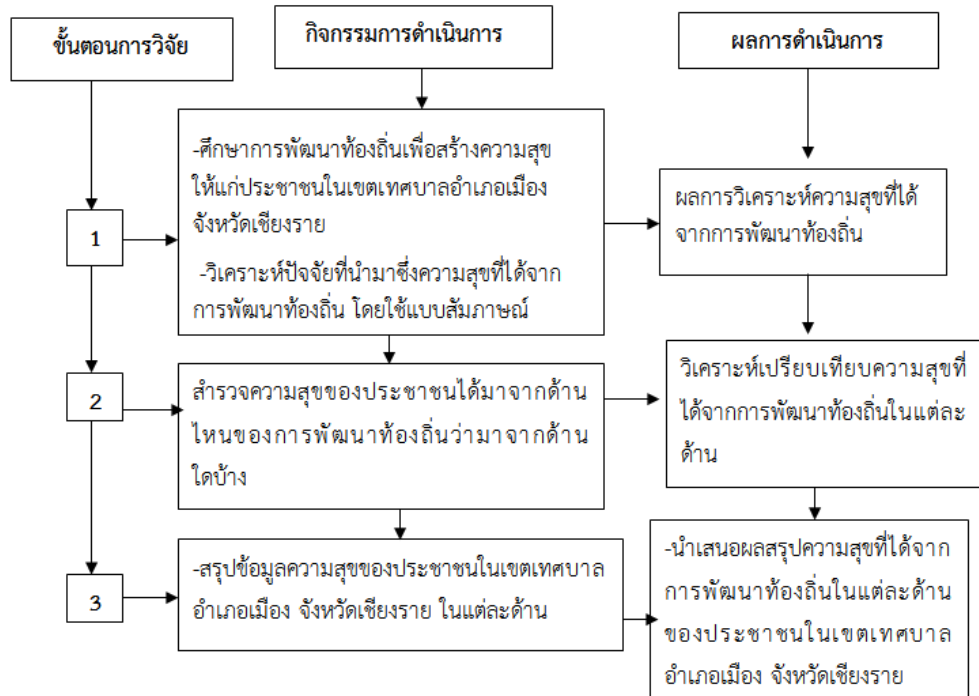 ขั้นตอนการวิจัย
กิจกรรมการดำเนินการ
ผลการดำเนินการ
1
-ศึกษาการพัฒนาท้องถิ่นเพื่อสร้างความสุข
ให้แก่ประชาชนในเขตเทศบาลอำเภอเมือง
จังหวัดเชียงราย
-วิเคราะห์ปัจจัยที่นำมาซึ่งความสุขที่ได้จาก
การพัฒนาท้องถิ่น โดยใช้แบบสัมภาษณ์
ผลการวิเคราะห์ความสุขที่ได้
จากการพัฒนาท้องถิ่น
2
สำรวจความสุขของประชาชนได้มาจากด้าน
ไหนของการพัฒนาท้องถิ่นว่ามาจากด้าน
ใดบ้าง
วิเคราะห์เปรียบเทียบความสุขที่
ได้จากการพัฒนาท้องถิ่นในแต่ละ
ด้าน
3
-สรุปข้อมูลความสุขของประชาชนในเขตเทศบาล
อำเภอเมือง จังหวัดเชียงราย ในแต่ละด้าน
-นำเสนอผลสรุปความสุขที่ได้จาก
การพัฒนาท้องถิ่นในแต่ละด้าน
ของประชาชนในเขตเทศบาล
อำเภอเมือง จังหวัดเชียงราย